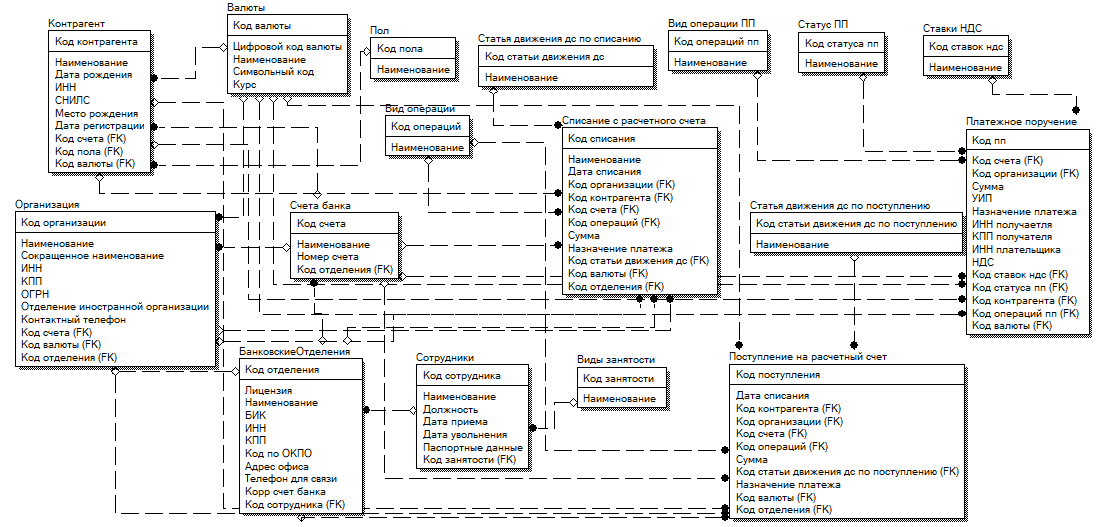 Контрагент
Код контрагента
Наименование
Дата рождения
ИНН
СНИЛС
Место рождения
Дата регистрации
Код счета (FK)
Код пола (FK)
Код валюты (FK)
Валюты
Код валюты
Цифровой код валюты
Наименование
Символьный код
Курс
Пол
Код пола
Наименование
Статья движения дс по списанию
Код статьи движения дс
Наименование
Вид операции ПП
Код операций пп
Наименование
Статус ПП
Код статуса пп
Наименование
Ставки НДС
Код ставок ндс
Наименование
Вид операций
Код операций
Наименование
Списание с расчетного счета
Код списания
Наименование
Дата списания
Код организации (FK)
Код контрагента (FK)
Код счета (FK)
Код операций (FK)
Сумма
Назначение платежа
Код статьи движения дс (FK)
Код валюты (FK)
Код отделения (FK)
Платежное поручение
Код пп
Код счета (FK)
Код организации (FK)
Сумма
УИП
Назначение платежа
ИНН получаетля
КПП получателя
ИНН плательщика
НДС
Код ставок ндс (FK)
Код статуса пп (FK)
Код контрагента (FK)
Код операций пп (FK)
Код валюты (FK)
Организация
Код организации
Наименование
Сокращенное наименование
ИНН
КПП
ОГРН
Отделение иностранной организации
Контактный телефон
Код счета (FK)
Код валюты (FK)
Код отделения (FK)
Счета банка
Код счета
Наименование
Номер счета
Код отделения (FK)
Статья движения дс по поступлению
Код статьи движения дс по поступлению
Наименование
БанковскиеОтделения
Код отделения
Лицензия
Наименование
БИК
ИНН
КПП
Код по ОКПО
Адрес офиса
Телефон для связи
Корр счет банка
Код сотрудника (FK)
Сотрудники
Код сотрудника
Наименование
Должность
Дата приема
Дата увольнения
Паспортные данные
Код занятости (FK)
Виды занятости
Код занятости
Наименование
Поступление на расчетный счет
Код поступления
Дата списания
Код контрагента (FK)
Код организации (FK)
Код счета (FK)
Код операций (FK)
Сумма
Код статьи движения дс по поступлению (FK)
Назначение платежа
Код валюты (FK)
Код отделения (FK)